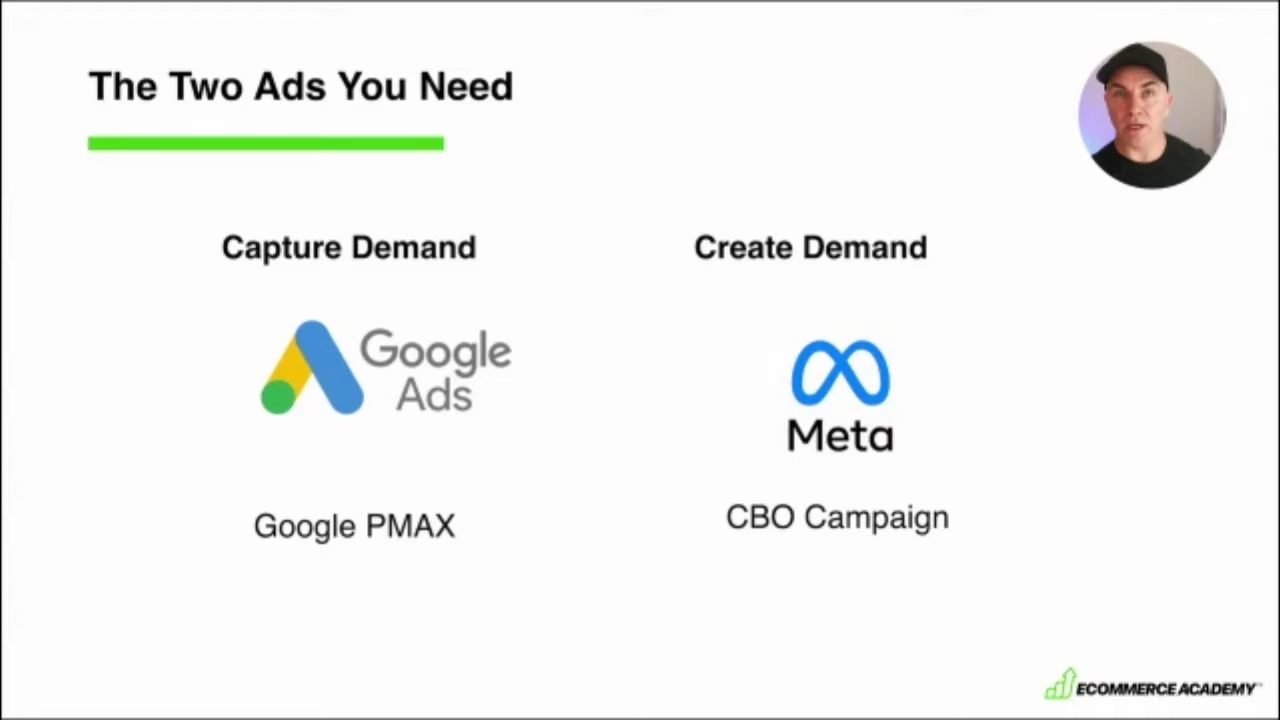 The Two Ads You Need
Capture Demand
Create Demand
Google
Ads
Meta
Google PMAX
CBO Campaign
ECOMMERCE ACADEMY